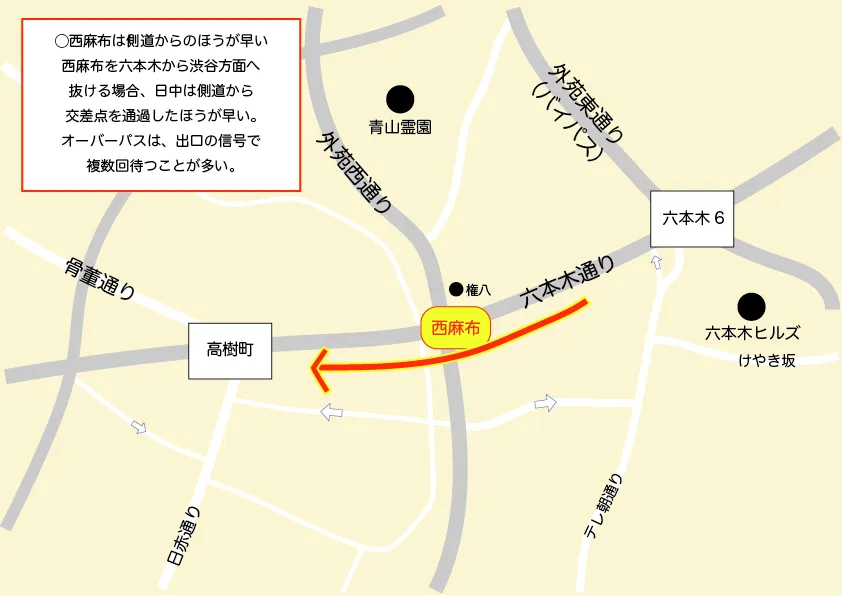 ○西麻布は側道からのほうが早い
西麻布を六本木から渋谷方面へ
抜ける場合、日中は側道から
交差点を通過したほうが早い。
オーバーパスは、出口の信号で
複数回待つことが多い。
青山霊園
外苑東通り
(バイパス)
外苑西通り
六本木6
骨董通り
権八
六本木通り
西麻布
高樹町
六本木ヒルズ
けやき坂
テレ朝通り
日赤通り